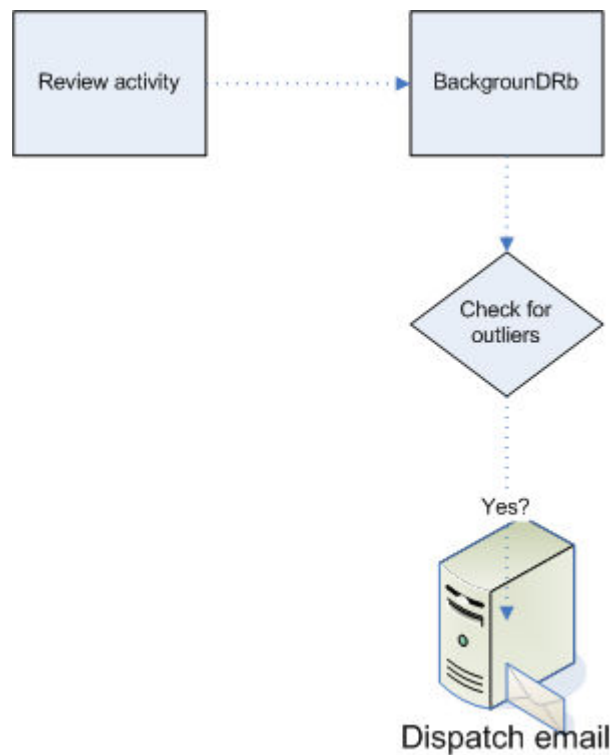 Review activity
BackgrounDRb
Check for
outliers
Yes?
Dispatch email